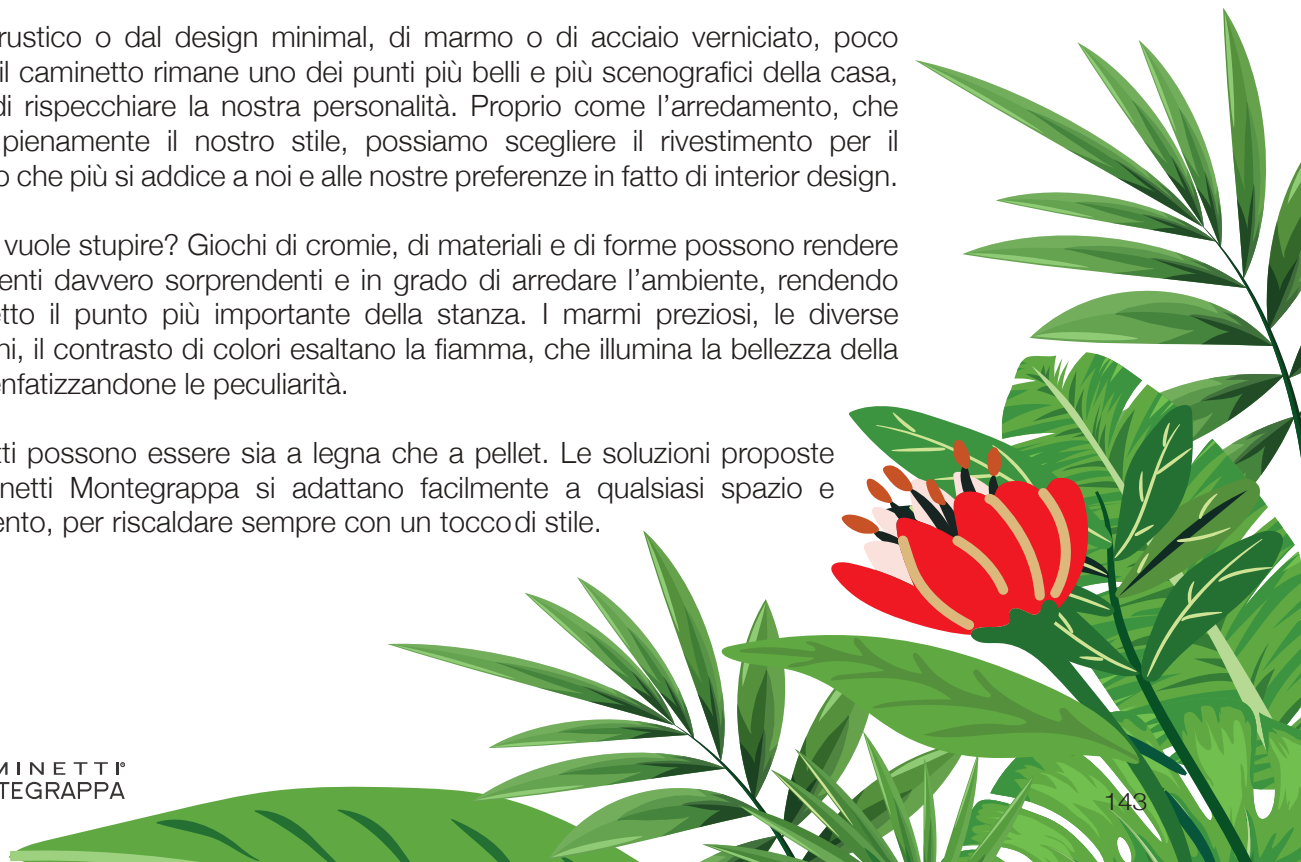 rustico o dal design minimal, di marmo o di acciaio verniciato, poco
il caminetto rimane uno dei punti più belli e più scenografici della casa,
di rispecchiare la nostra personalità. Proprio come l’arredamento, che
pienamente il nostro stile, possiamo scegliere il rivestimento per il
o che più si addice a noi e alle nostre preferenze in fatto di interior design.
vuole stupire? Giochi di cromie, di materiali e di forme possono rendere
enti davvero sorprendenti e in grado di arredare l’ambiente, rendendo
etto il punto più importante della stanza. I marmi preziosi, le diverse
ni, il contrasto di colori esaltano la fiamma, che illumina la bellezza della
enfatizzandone le peculiarità.
tti possono essere sia a legna che a pellet. Le soluzioni proposte
inetti Montegrappa si adattano facilmente a qualsiasi spazio e
ento, per riscaldare sempre con un tocco di stile.
MINETTI®
TEGRAPPA
143